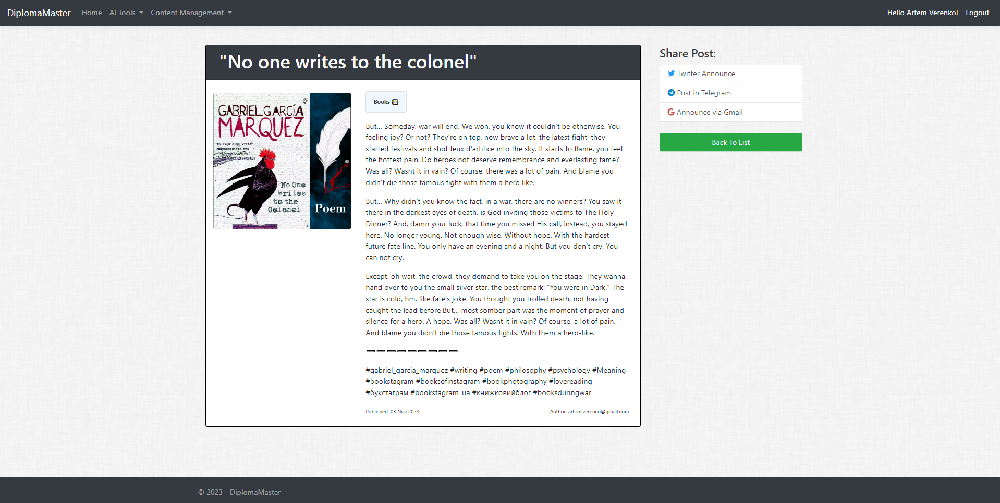 DiplomaMaster Home AI Tools Content Management Hello Artem Verenko! Logout
"No one writes to the colonel"
GABRIEL GARCÍA
MÁRQUEZ
No One
Writes
to the
Colonel
Poem
Books
But... Someday, war will end. We won, you know it couldn't be otherwise. You
feeling joy? Or not? They're on top, now brave a lot, the latest fight, they
started festivals and shot feux d'artifice into the sky. It starts to flame, you feel
the hottest pain. Do heroes not deserve remembrance and everlasting fame?
Was all? Wasnt it in vain? Of course, there was a lot of pain. And blame you
didn't die those famous fight with them a hero like.
But... Why didn't you know the fact, in a war, there are no winners? You saw it
there in the darkest eyes of death, is God inviting those victims to The Holy
Dinner? And, damn your luck, that time you missed His call, instead, you stayed
here. No longer young. Not enough wise. Without hope. With the hardest
future fate line. You only have an evening and a night. But you don't cry. You
can not cry.
Except, oh wait, the crowd, they demand to take you on the stage. They wanna
hand over to you the small silver star, the best remark: “You were in Dark.” The
star is cold, hm, like fate’s joke. You thought you trolled death, not having
caught the lead before.But... most somber part was the moment of prayer and
silence for a hero. A hope. Was all? Wasnt it in vain? Of course, a lot of pain.
And blame you didn't die those famous fights. With them a hero-like.
#gabriel_garcia_marquez #writing #poem #philosophy #psychology #Meaning
#bookstagram #booksofinstagram #bookphotography #lovereading
#букстаграм #bookstagram_ua #книжковийблог #booksduringwar
Published: 03 Nov 2023 Author: artem.verenco@gmail.com
Share Post:
Twitter Announce
Post in Telegram
Announce via Gmail
Back To List
© 2023 - DiplomaMaster